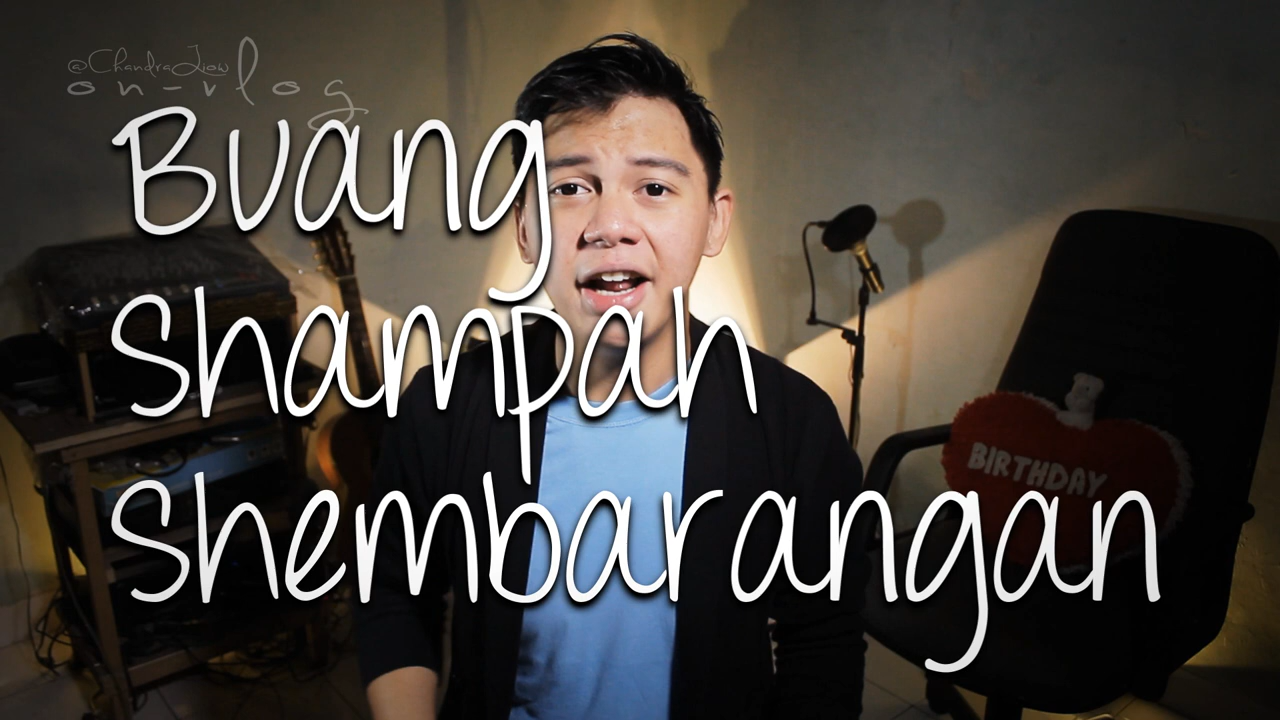 @ChandraLiow
on-vlog
Buang
Shampah
Shembarangan
BIRTHDAY